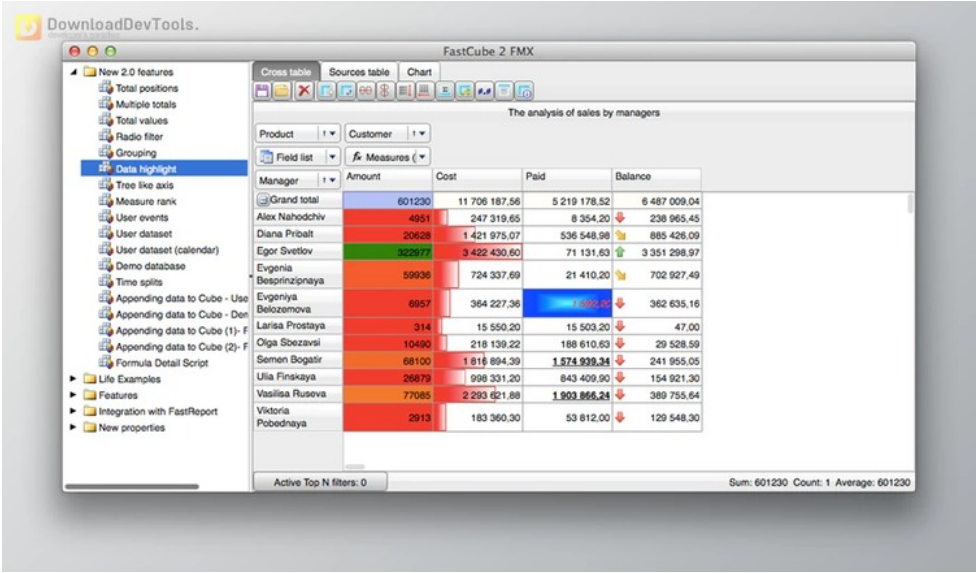 DownloadDevTools.
FastCube 2 FMX
New 2.0 features
Total positions
Multiple totals
Total values
Radio filter
Grouping
Data highlight
Tree like axis
Measure rank
User events
User dataset
User dataset (calendar)
Demo database
Time splits
Appending data to Cube - Use
Appending data to Cube - Den
Appending data to Cube (1)- F
Appending data to Cube (2)- F
Formula Detail Script
Life Examples
Features
Integration with FastReport
New properties
Cross table Sources table Chart
The analysis of sales by managers
Product Customer
Field list Measures (
Manager Amount Cost Paid Balance
Grand total 601230 11 706 187,56 5 219 178,52 6 487 009,04
Alex Nahodchiv 4951 247 319,65 8 354,20 238 965,45
Diana Pribalt 20628 1 421 975,07 536 548,98 885 426,09
Egor Svetlov 322977 3 422 430,60 71 131,63 3 351 298,97
Evgenia
Besprinzipnaya 59936 724 337,69 21 410,20 702 927,49
Evgeniya
Belozemova 6957 364 227,36 362 635,16
Larisa Prostaya 314 15 550,20 15 503,20 47,00
Olga Sbezavsi 10490 218 139,22 188 610,63 29 528,59
Semen Bogatir 68100 1 816 894,39 1 574 939,34 241 955,05
Ulia Finskaya 26879 998 331,20 843 409,90 154 921,30
Vasilisa Ruseva 77085 2 293 621,88 1 903 866,24 389 755,64
Viktoria
Pobednaya 2913 183 360,30 53 812,00 129 548,30
Active Top N filters: 0
Sum: 601230 Count: 1 Average: 601230